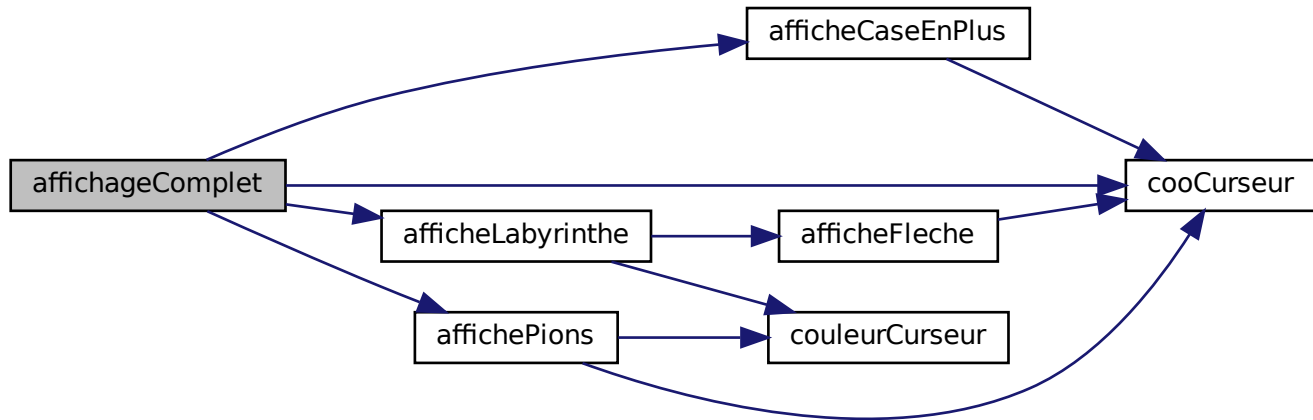 afficheCaseEnPlus
affichageComplet
cooCurseur
afficheLabyrinthe
afficheFleche
affichePions
couleurCurseur